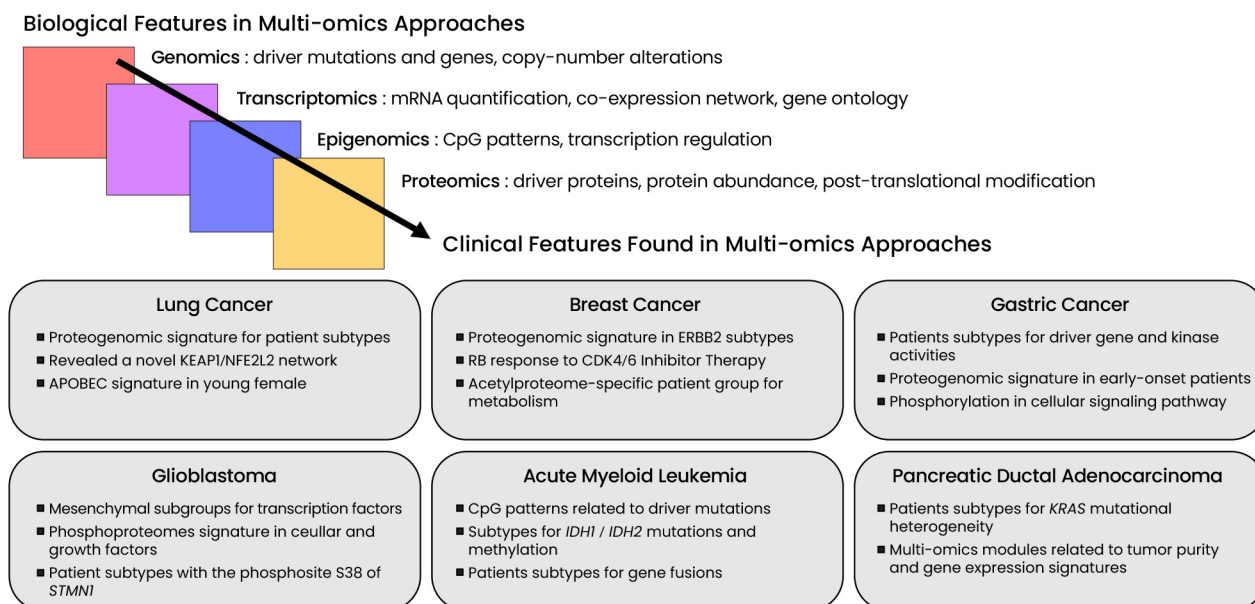 Biological Features in Multi-omics Approaches
Genomics : driver mutations and genes, copy-number alterations
Transcriptomics : mRNA quantification, co-expression network, gene ontology
Epigenomics : CpG patterns, transcription regulation
Proteomics : driver proteins, protein abundance, post-translational modification
Clinical Features Found in Multi-omics Approaches
Lung Cancer
■ Proteogenomic signature for patient subtypes
■ Revealed a novel KEAP1/NFE2L2 network
■ APOBEC signature in young female
Breast Cancer
■ Proteogenomic signature in ERBB2 subtypes
■ RB response to CDK4/6 Inhibitor Therapy
■ Acetylproteome-specific patient group for
metabolism
Gastric Cancer
■ Patients subtypes for driver gene and kinase
activities
■ Proteogenomic signature in early-onset patients
■ Phosphorylation in cellular signaling pathway
Glioblastoma
■ Mesenchymal subgroups for transcription factors
■ Phosphoproteomes signature in ceullar and
growth factors
■ Patient subtypes with the phosphosite S38 of
STMN1
Acute Myeloid Leukemia
■ CpG patterns related to driver mutations
■ Subtypes for IDH1 / IDH2 mutations and
methylation
■ Patients subtypes for gene fusions
Pancreatic Ductal Adenocarcinoma
■ Patients subtypes for KRAS mutational
heterogeneity
■ Multi-omics modules related to tumor purity
and gene expression signatures